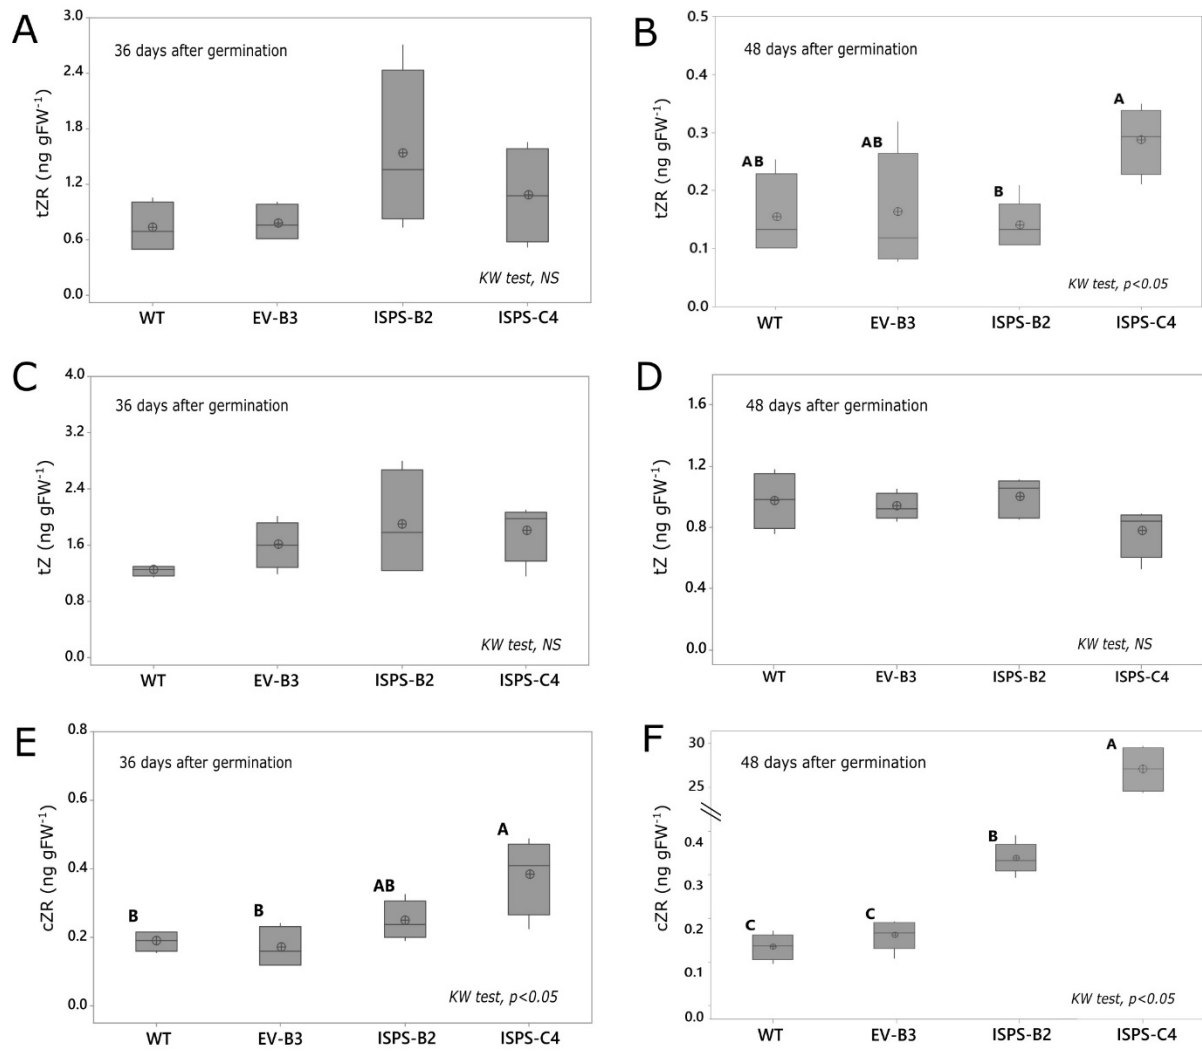 A
3.0
36 days after germination
2.4
1.8
1.2
0.6
0.0
tZR (ng gFW⁻¹)
KW test, NS
WT EV-B3 ISPS-B2 ISPS-C4
B
0.5
48 days after germination
0.4
0.3
0.2
0.1
0.0
tZR (ng gFW⁻¹)
AB AB B A
KW test, p<0.05
WT EV-B3 ISPS-B2 ISPS-C4
C
4.0
36 days after germination
3.2
2.4
1.6
0.8
0.0
tZ (ng gFW⁻¹)
KW test, NS
WT EV-B3 ISPS-B2 ISPS-C4
D
1.6
48 days after germination
1.2
0.8
0.4
0.0
tZ (ng gFW⁻¹)
KW test, NS
WT EV-B3 ISPS-B2 ISPS-C4
E
0.8
36 days after germination
0.6
0.4
0.2
0.0
cZR (ng gFW⁻¹)
B B AB A
KW test, p<0.05
WT EV-B3 ISPS-B2 ISPS-C4
F
30
48 days after germination
25
0.4
0.8
0.2
0.1
0.0
cZR (ng gFW⁻¹)
C C B A
KW test, p<0.05
WT EV-B3 ISPS-B2 ISPS-C4